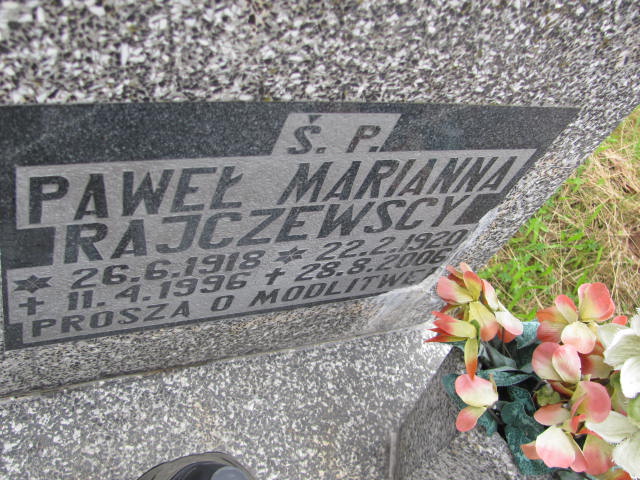 Ś. P.
PAWEŁ MARIANNA
RAJCZEWSCY
* 26.6.1918 * 22.2.1920
+ 11.4.1996 + 28.8.2006
PROSZĄ O MODLITWĘ